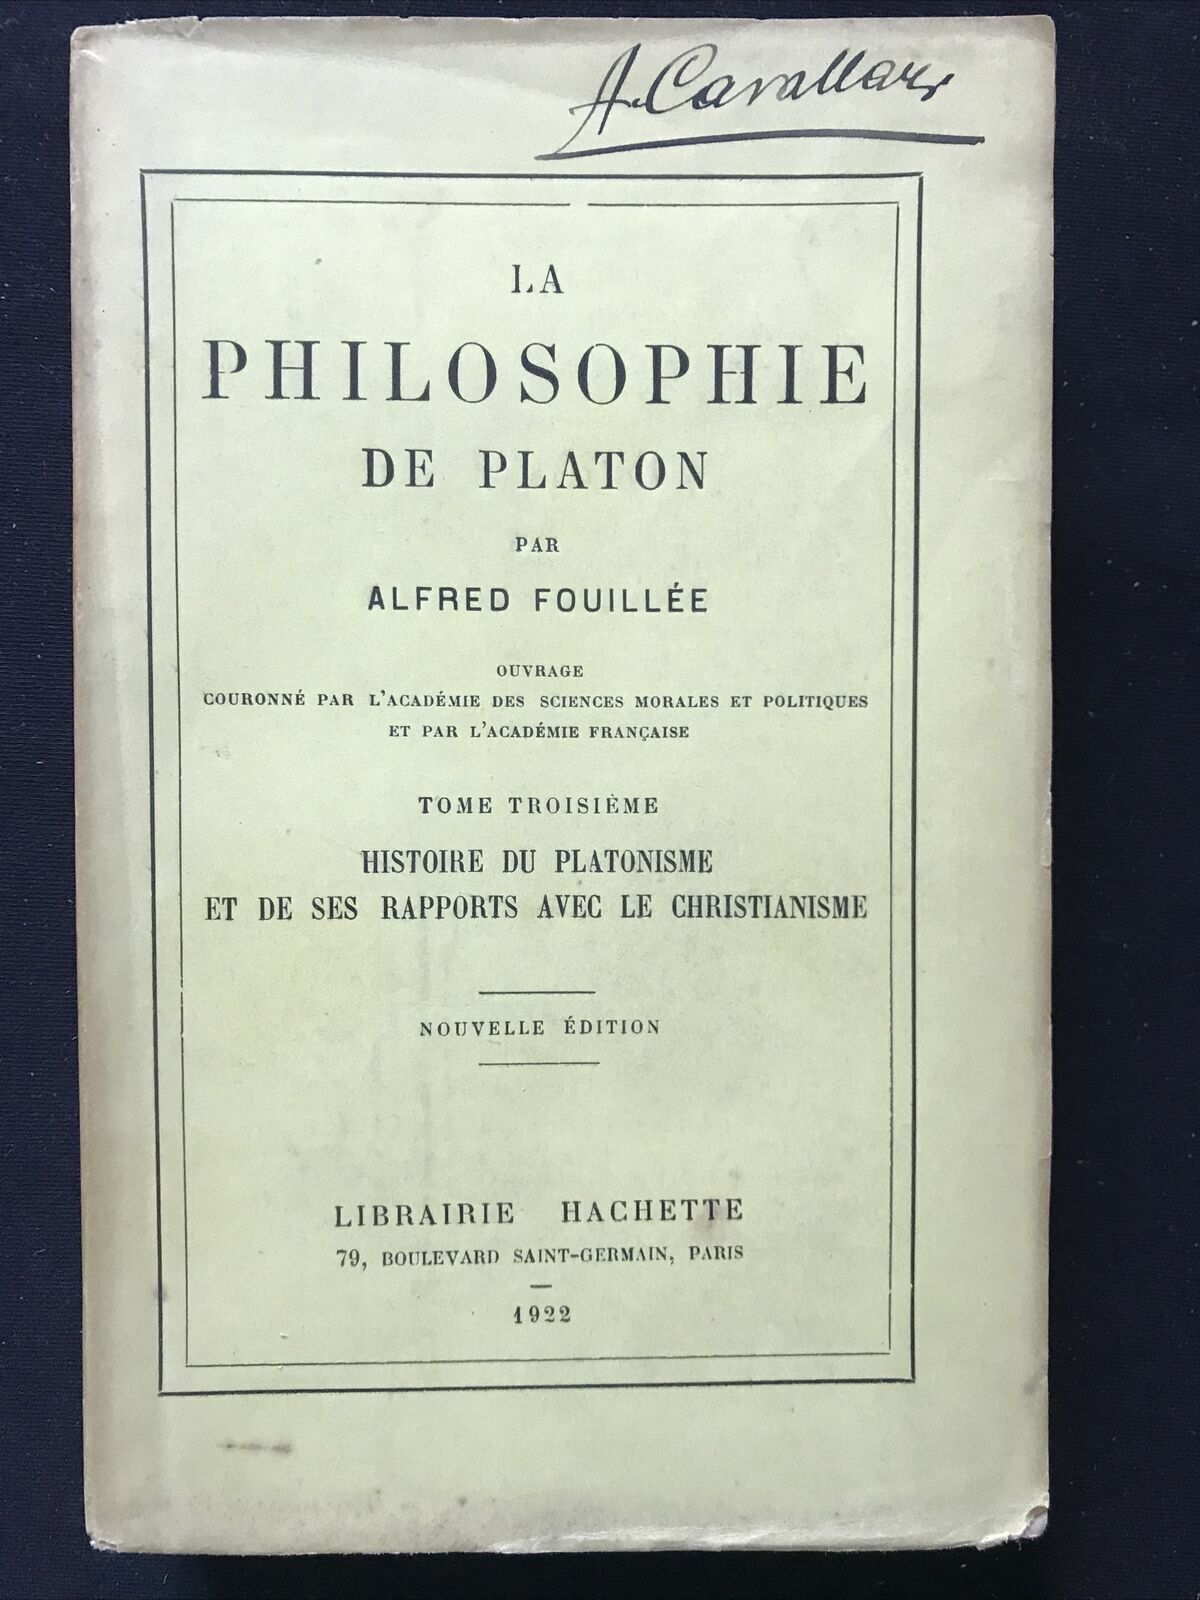 A. Cavallari
LA
PHILOSOPHIE
DE PLATON
PAR
ALFRED FOUILLÉE
OUVRAGE
COURONNÉ PAR L'ACADÉMIE DES SCIENCES MORALES ET POLITIQUES
ET PAR L'ACADÉMIE FRANÇAISE
TOME TROISIÈME
HISTOIRE DU PLATONISME
ET DE SES RAPPORTS AVEC LE CHRISTIANISME
NOUVELLE ÉDITION
LIBRAIRIE HACHETTE
79, BOULEVARD SAINT-GERMAIN, PARIS
1922